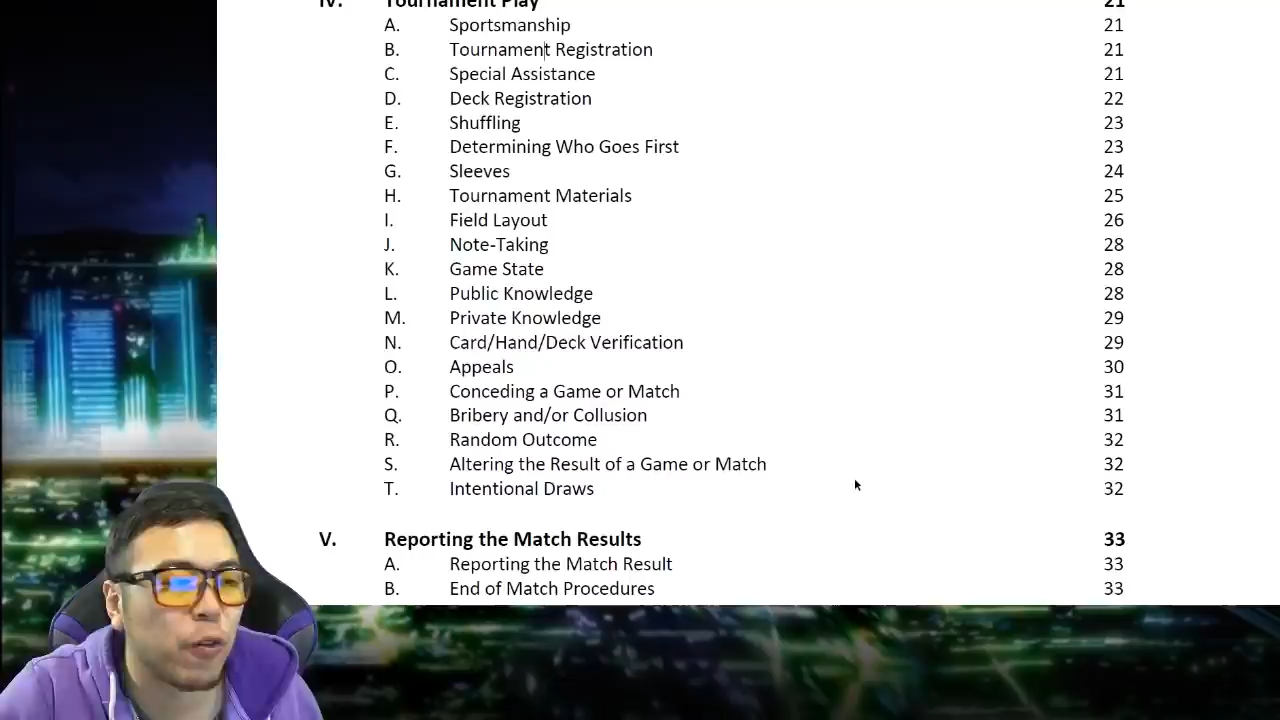 IV. Tournament Play 21
A. Sportsmanship 21
B. Tournament Registration 21
C. Special Assistance 21
D. Deck Registration 22
E. Shuffling 23
F. Determining Who Goes First 23
G. Sleeves 24
H. Tournament Materials 25
I. Field Layout 26
J. Note-Taking 28
K. Game State 28
L. Public Knowledge 28
M. Private Knowledge 29
N. Card/Hand/Deck Verification 29
O. Appeals 30
P. Conceding a Game or Match 31
Q. Bribery and/or Collusion 31
R. Random Outcome 32
S. Altering the Result of a Game or Match 32
T. Intentional Draws 32
V. Reporting the Match Results 33
A. Reporting the Match Result 33
B. End of Match Procedures 33